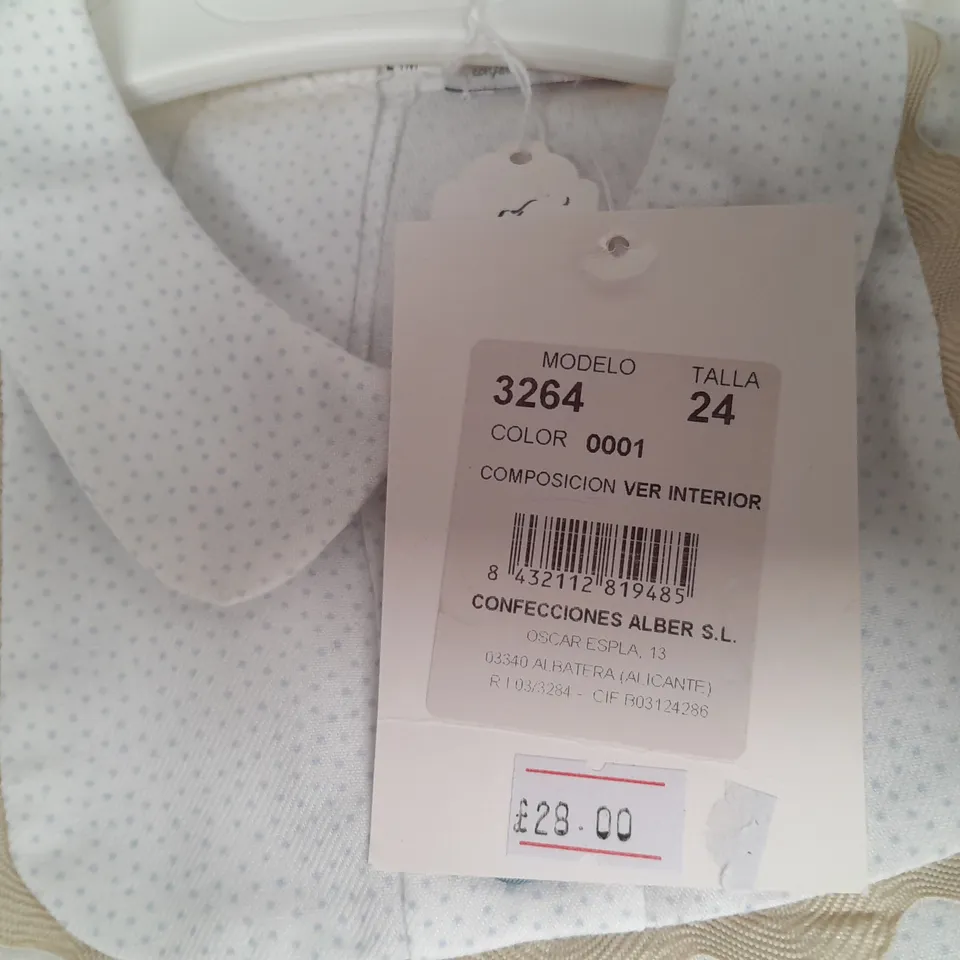 MODELO TALLA
3264 24
COLOR 0001
COMPOSICION VER INTERIOR
8 432112 819485
CONFECCIONES ALBER S.L.
OSCAR ESPLA, 13
03340 ALBATERA (ALICANTE)
R.I.03/3284 - CIF B03124286
£28.00